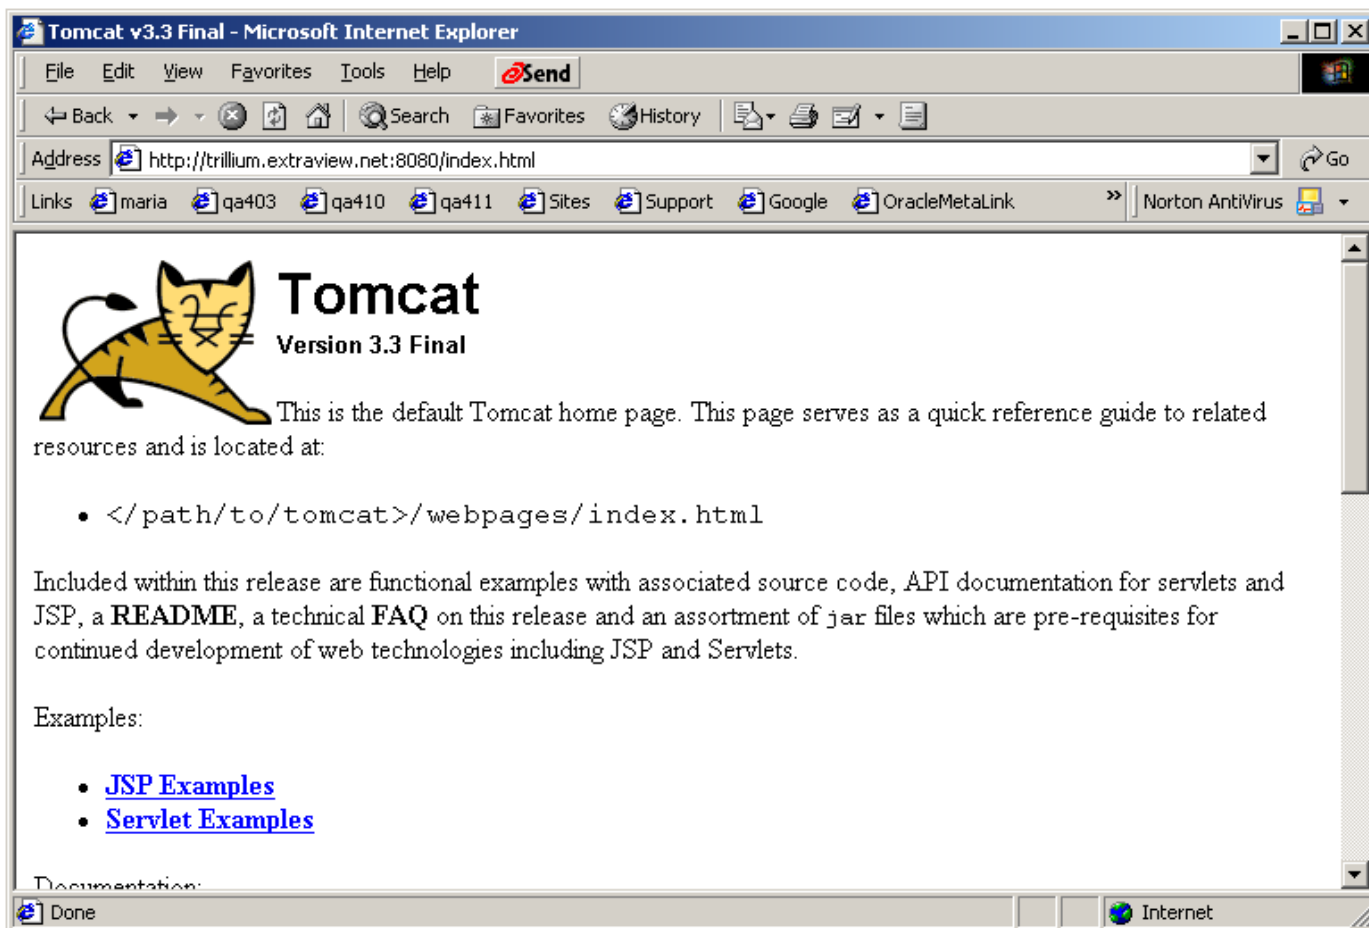 Tomcat v3.3 Final - Microsoft Internet Explorer
File Edit View Favorites Tools Help Send
Back Search Favorites History
Address http://trillium.extraview.net:8080/index.html Go
Links maria qa403 qa410 qa411 Sites Support Google OracleMetaLink » Norton AntiVirus
Tomcat
Version 3.3 Final
This is the default Tomcat home page. This page serves as a quick reference guide to related
resources and is located at:
• </path/to/tomcat>/webpages/index.html
Included within this release are functional examples with associated source code, API documentation for servlets and
JSP, a README, a technical FAQ on this release and an assortment of jar files which are pre-requisites for
continued development of web technologies including JSP and Servlets.
Examples:
• JSP Examples
• Servlet Examples
Documentation:
Done Internet